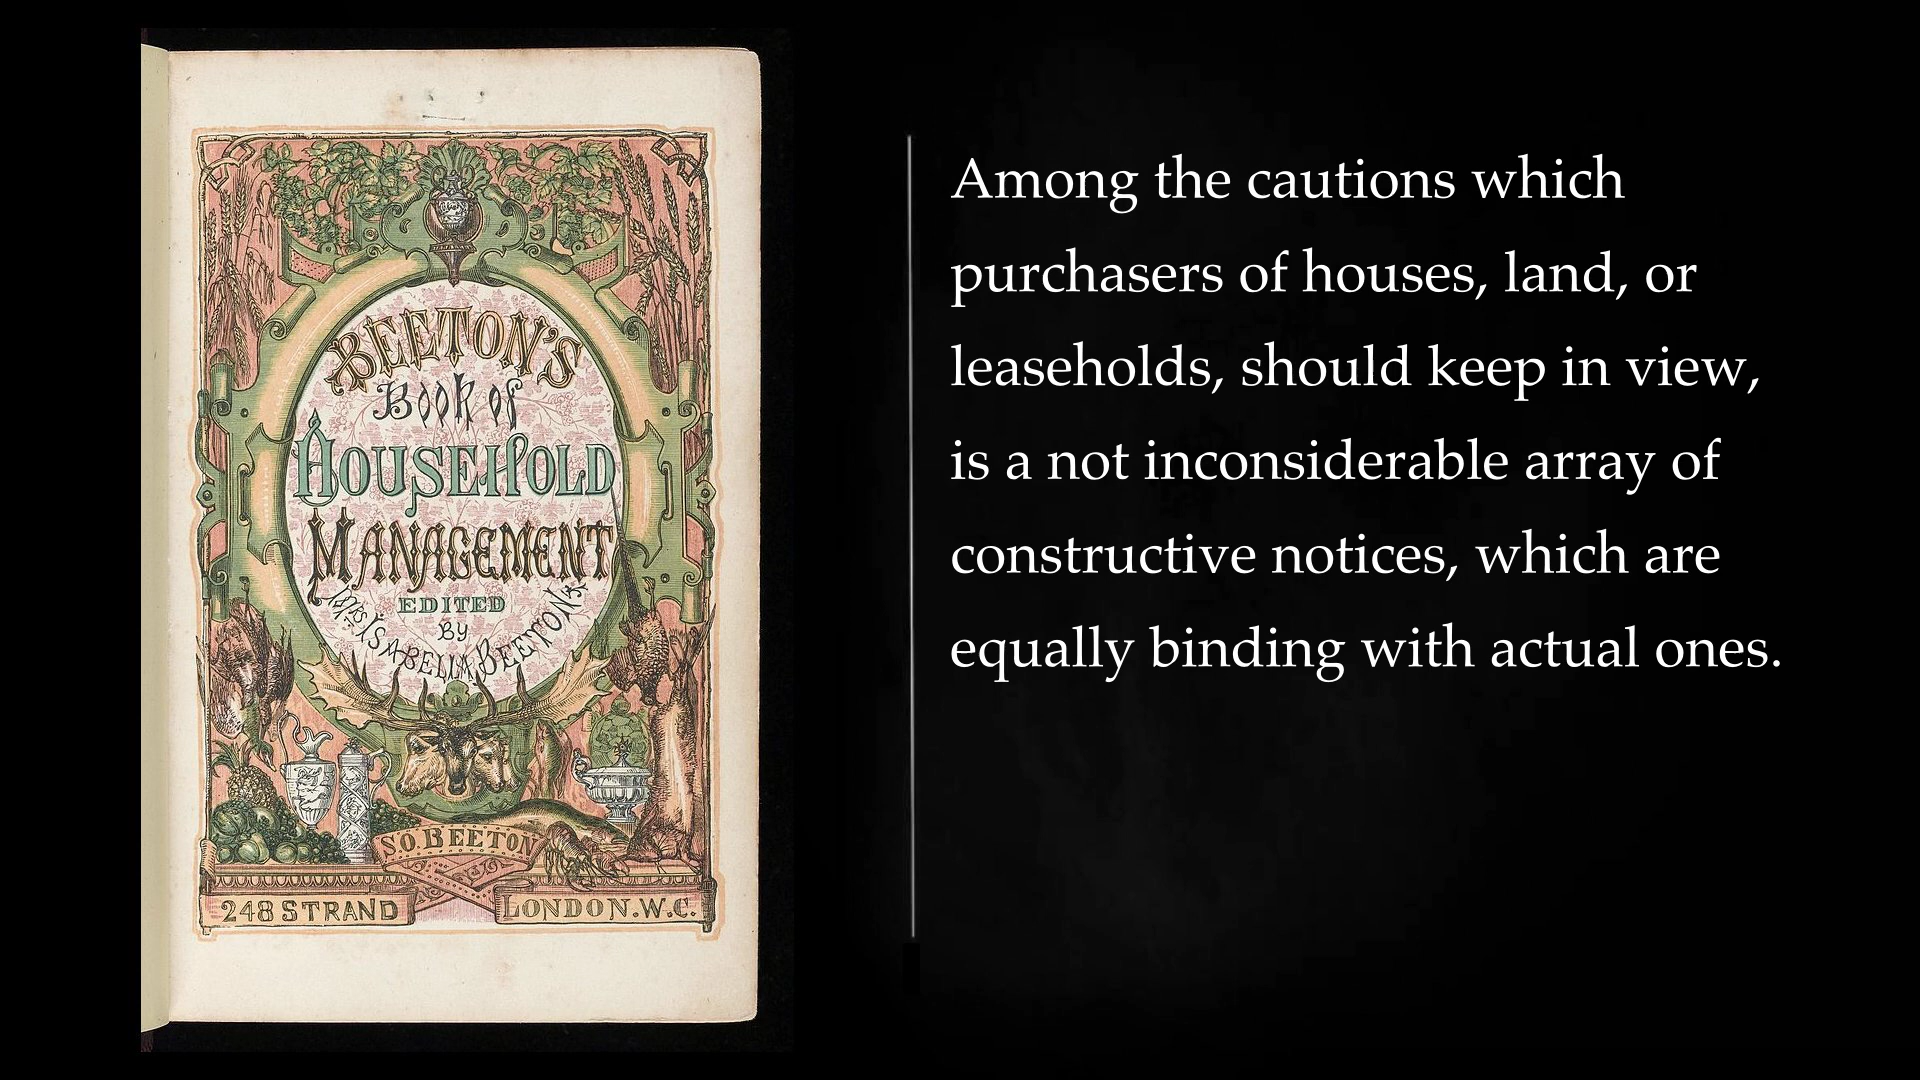 BEETON'S
Book of
HOUSEHOLD
MANAGEMENT
EDITED
BY
MRS ISABELLA BEETON
S.O. BEETON
248 STRAND
LONDON. W.C.
Among the cautions which
purchasers of houses, land, or
leaseholds, should keep in view,
is a not inconsiderable array of
constructive notices, which are
equally binding with actual ones.